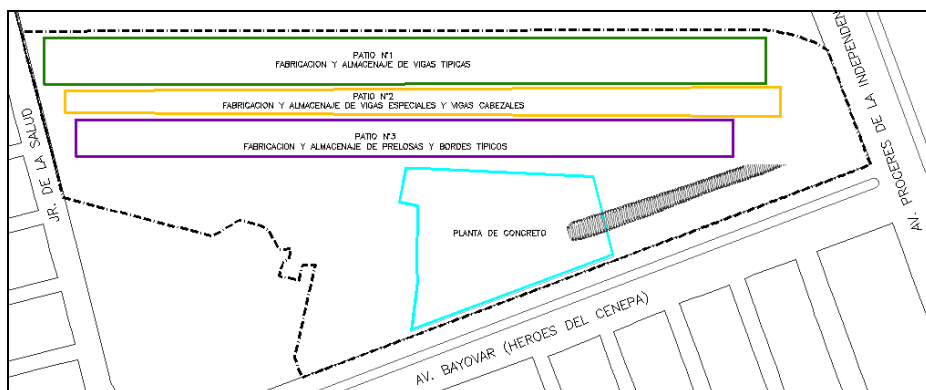 PATIO N°1
FABRICACION Y ALMACENAJE DE VIGAS TIPICAS
PATIO N°2
FABRICACION Y ALMACENAJE DE VIGAS ESPECIALES Y VIGAS CABEZALES
PATIO N°3
FABRICACION Y ALMACENAJE DE PRELOSAS Y BORDES TÍPICOS
PLANTA DE CONCRETO
JR. DE LA SALUD
AV. PROCERES DE LA INDEPENDEN
AV. BAYOVAR (HEROES DEL CENEPA)